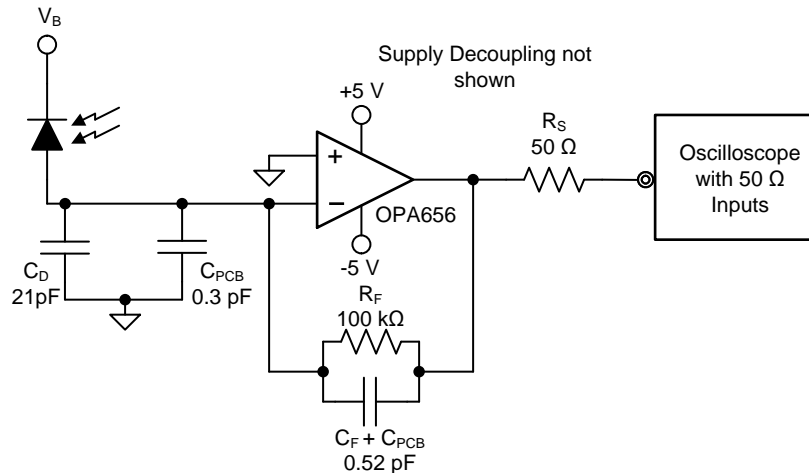 V_B
Supply Decoupling not
shown
+5 V
R_S
50 Ω
Oscilloscope
with 50 Ω
Inputs
+
−
OPA656
-5 V
C_D
21pF
C_PCB
0.3 pF
R_F
100 kΩ
C_F + C_PCB
0.52 pF